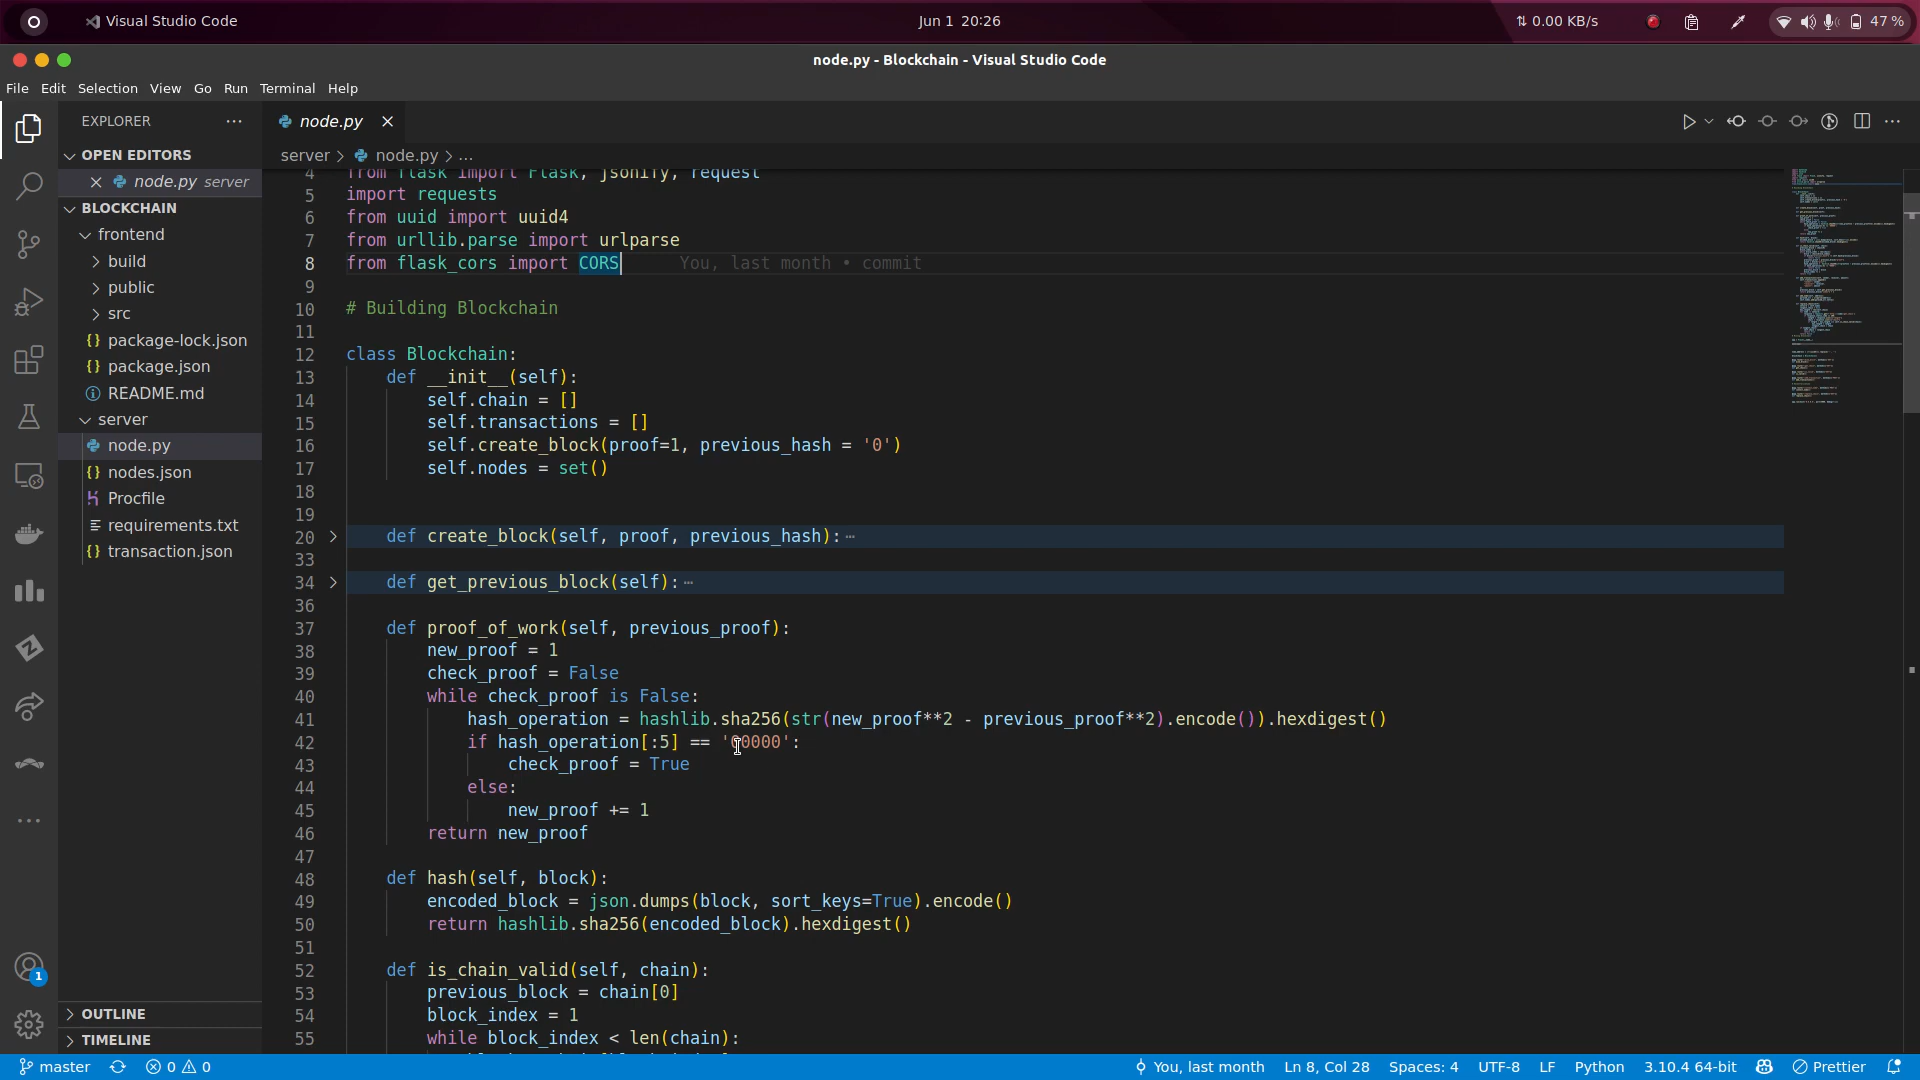 Visual Studio Code
Jun 1 20:26
0.00 KB/s
47 %
node.py - Blockchain - Visual Studio Code
File Edit Selection View Go Run Terminal Help
EXPLORER
OPEN EDITORS
node.py server
BLOCKCHAIN
frontend
build
public
src
{} package-lock.json
{} package.json
README.md
server
node.py
{} nodes.json
Procfile
requirements.txt
{} transaction.json
OUTLINE
TIMELINE
1
node.py
server > node.py > ...
4 from flask import Flask, jsonify, request
5 import requests
6 from uuid import uuid4
7 from urllib.parse import urlparse
8 from flask_cors import CORS You, last month • commit
9
10 # Building Blockchain
11
12 class Blockchain:
13 def __init__(self):
14 self.chain = []
15 self.transactions = []
16 self.create_block(proof=1, previous_hash = '0')
17 self.nodes = set()
18
19
20 def create_block(self, proof, previous_hash):
33
34 def get_previous_block(self):
36
37 def proof_of_work(self, previous_proof):
38 new_proof = 1
39 check_proof = False
40 while check_proof is False:
41 hash_operation = hashlib.sha256(str(new_proof**2 - previous_proof**2).encode()).hexdigest()
42 if hash_operation[:5] == '00000':
43 check_proof = True
44 else:
45 new_proof += 1
46 return new_proof
47
48 def hash(self, block):
49 encoded_block = json.dumps(block, sort_keys=True).encode()
50 return hashlib.sha256(encoded_block).hexdigest()
51
52 def is_chain_valid(self, chain):
53 previous_block = chain[0]
54 block_index = 1
55 while block_index < len(chain):
master
0 0
You, last month
Ln 8, Col 28
Spaces: 4
UTF-8
LF
Python
3.10.4 64-bit
Prettier